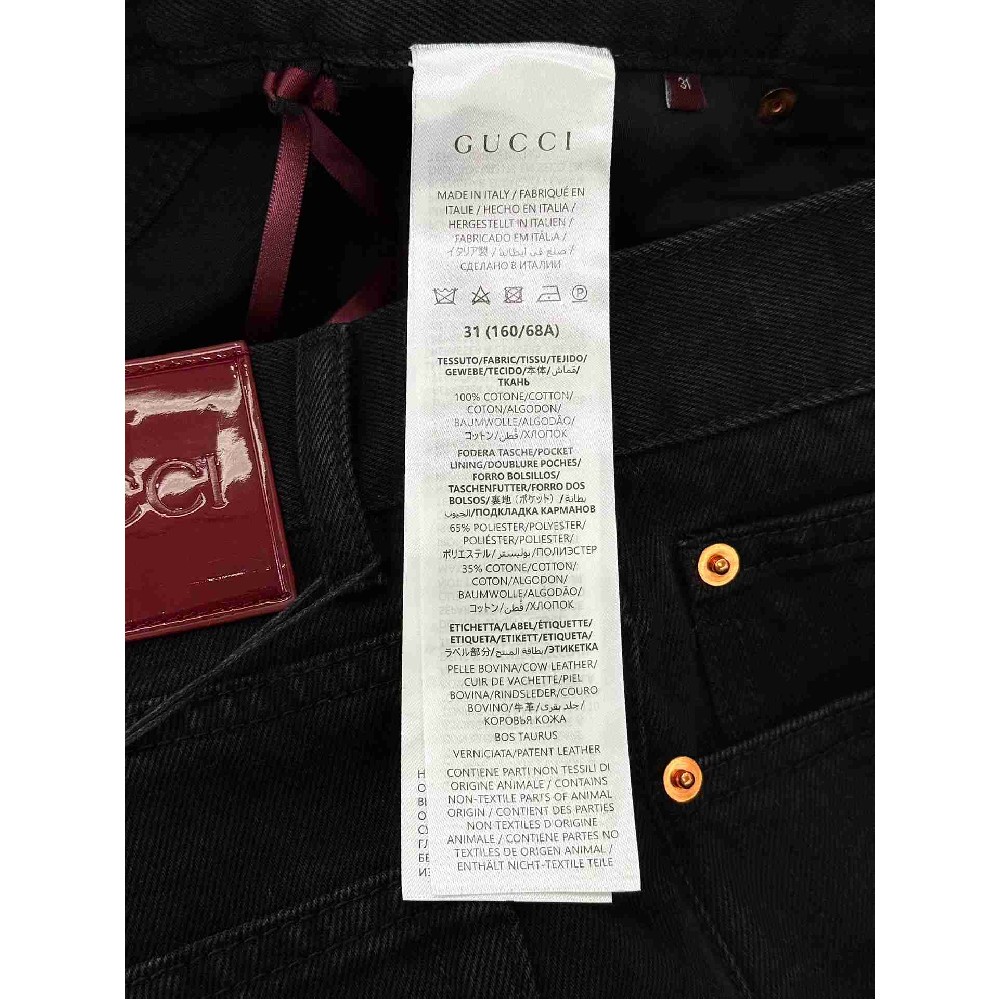 GUCCI
31
MADE IN ITALY / FABRIQUÉ EN
ITALIE / HECHO EN ITALIA /
HERGESTELLT IN ITALIEN /
FABRICADO EM ITÁLIA /
イタリア製 / صنع في إيطاليا /
СДЕЛАНО В ИТАЛИИ
P
31 (160/68A)
TESSUTO/FABRIC/TISSU/TEJIDO/
GEWEBE/TECIDO/本体/قماش/
ТКАНЬ
100% COTONE/COTTON/
COTON/ALGODON/
BAUMWOLLE/ALGODÃO/
コットン/قطن/ХЛОПОК
FODERA TASCHE/POCKET
LINING/DOUBLURE POCHES/
FORRO BOLSILLOS/
TASCHENFUTTER/FORRO DOS
BOLSOS/裏地 (ポケット) /بطانة
الجيوب/ПОДКЛАДКА КАРМАНОВ
65% POLIESTER/POLYESTER/
POLIÉSTER/POLIESTER/
ポリエステル/بوليستر/ПОЛИЭСТЕР
35% COTONE/COTTON/
COTON/ALGODON/
BAUMWOLLE/ALGODÃO/
コットン/قطن/ХЛОПОК
ETICHETTA/LABEL/ÉTIQUETTE/
ETIQUETA/ETIKETT/ETIQUETA/
ラベル部分/بطاقة المنتج/ЭТИКЕТКА
PELLE BOVINA/COW LEATHER/
CUIR DE VACHETTE/PIEL
BOVINA/RINDSLEDER/COURO
BOVINO/牛革/جلد بقري/
КОРОВЬЯ КОЖА
BOS TAURUS
VERNICIATA/PATENT LEATHER
CONTIENE PARTI NON TESSILI DI
ORIGINE ANIMALE / CONTAINS
NON-TEXTILE PARTS OF ANIMAL
ORIGIN / CONTIENT DES PARTIES
NON TEXTILES D'ORIGINE
ANIMALE / CONTIENE PARTES NO
TEXTILES DE ORIGEN ANIMAL /
ENTHÄLT NICHT-TEXTILE TEILE
cci